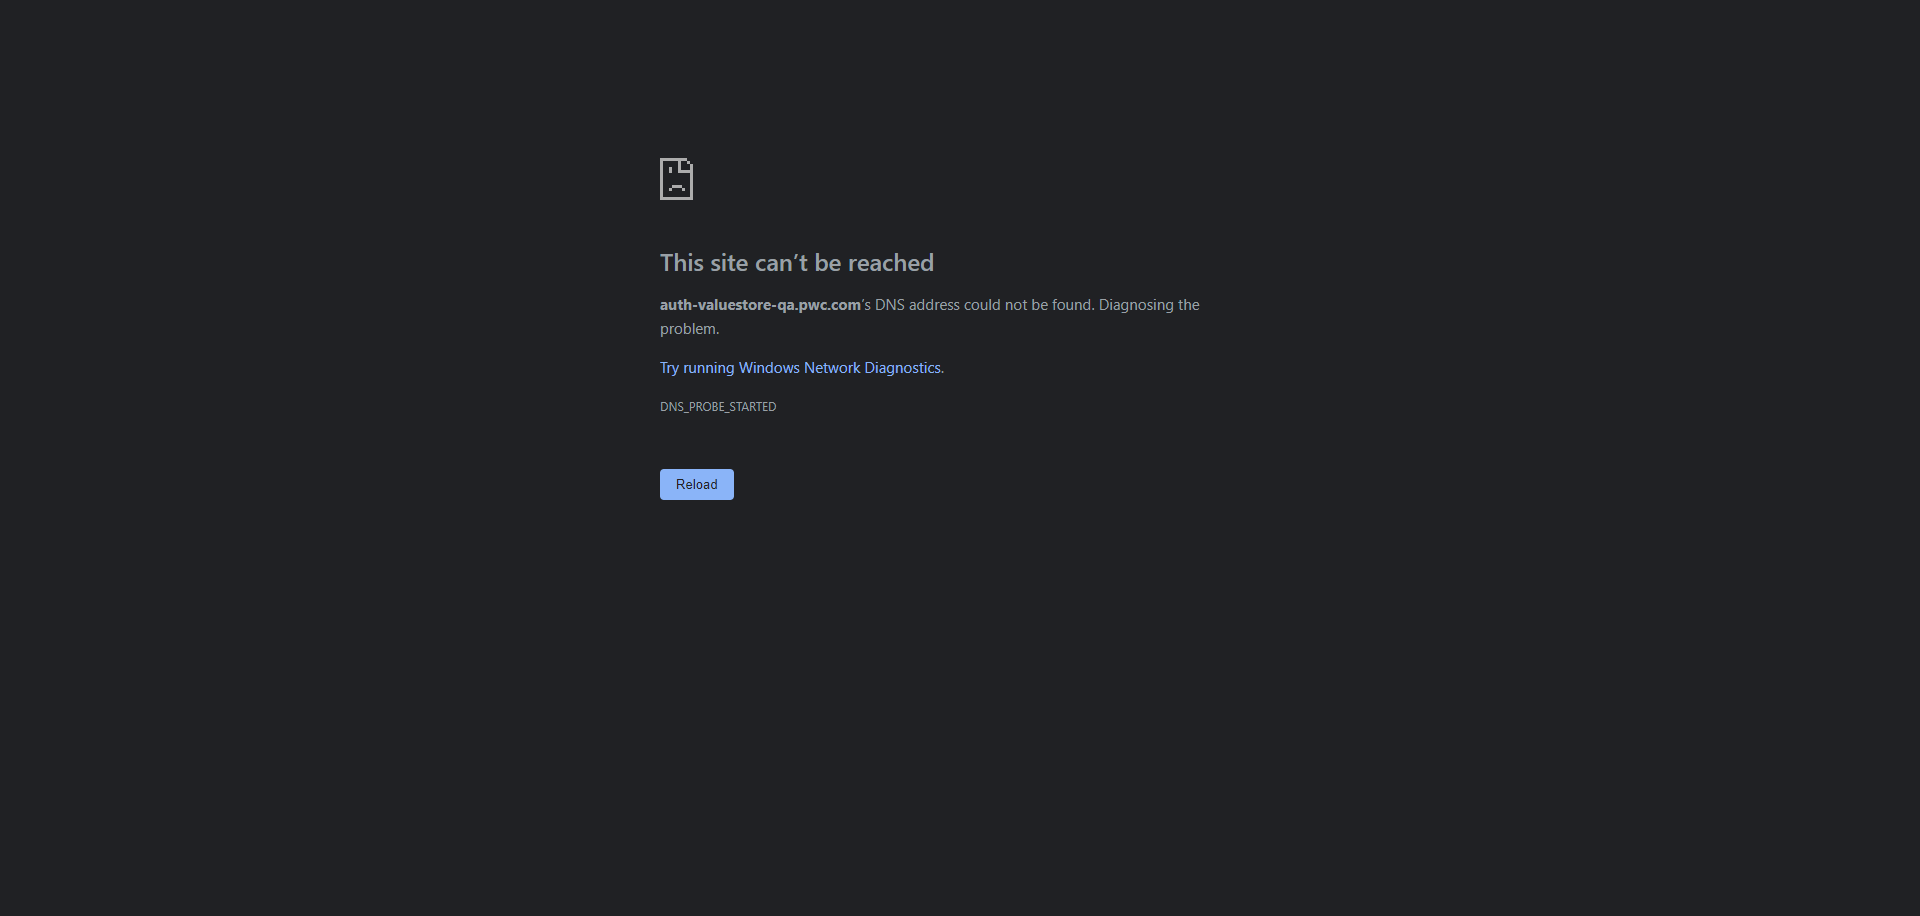 This site can’t be reached
auth-valuestore-qa.pwc.com's DNS address could not be found. Diagnosing the
problem.
Try running Windows Network Diagnostics.
DNS_PROBE_STARTED
Reload